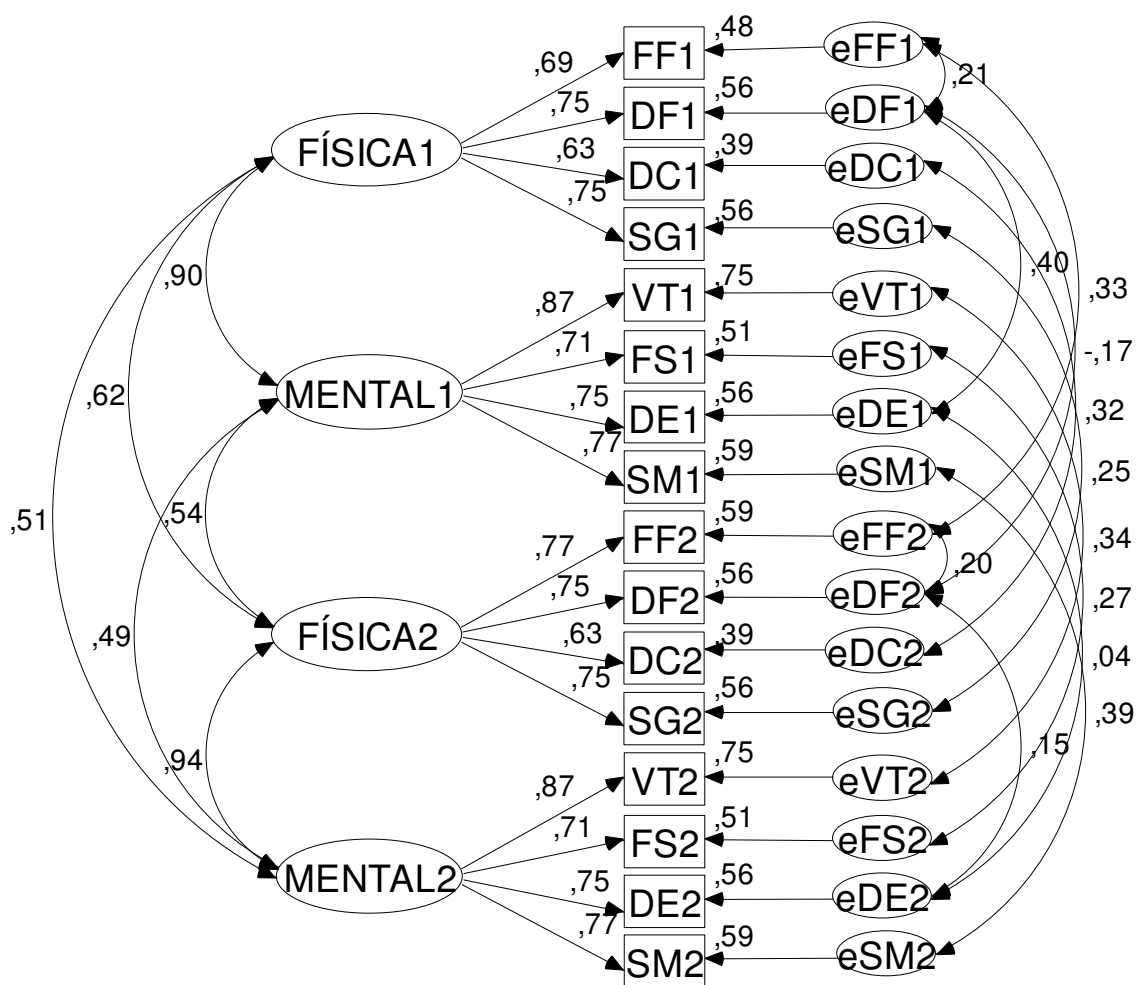 ,48
FF1
eFF1
,69
,21
,75
,56
DF1
eDF1
FÍSICA1
,63
,39
DC1
eDC1
,75
,56
SG1
eSG1
,90
,40
,33
,87
,75
VT1
eVT1
,71
,51
FS1
eFS1
-,17
,62
MENTAL1
,75
,56
DE1
eDE1
,32
,77
,59
SM1
eSM1
,25
,51
,54
,77
,59
FF2
eFF2
,34
,20
,75
,56
DF2
eDF2
,27
,49
FÍSICA2
,63
,39
DC2
eDC2
,04
,75
,56
SG2
eSG2
,39
,94
,15
,87
,75
VT2
eVT2
,71
,51
FS2
eFS2
MENTAL2
,75
,56
DE2
eDE2
,77
,59
SM2
eSM2